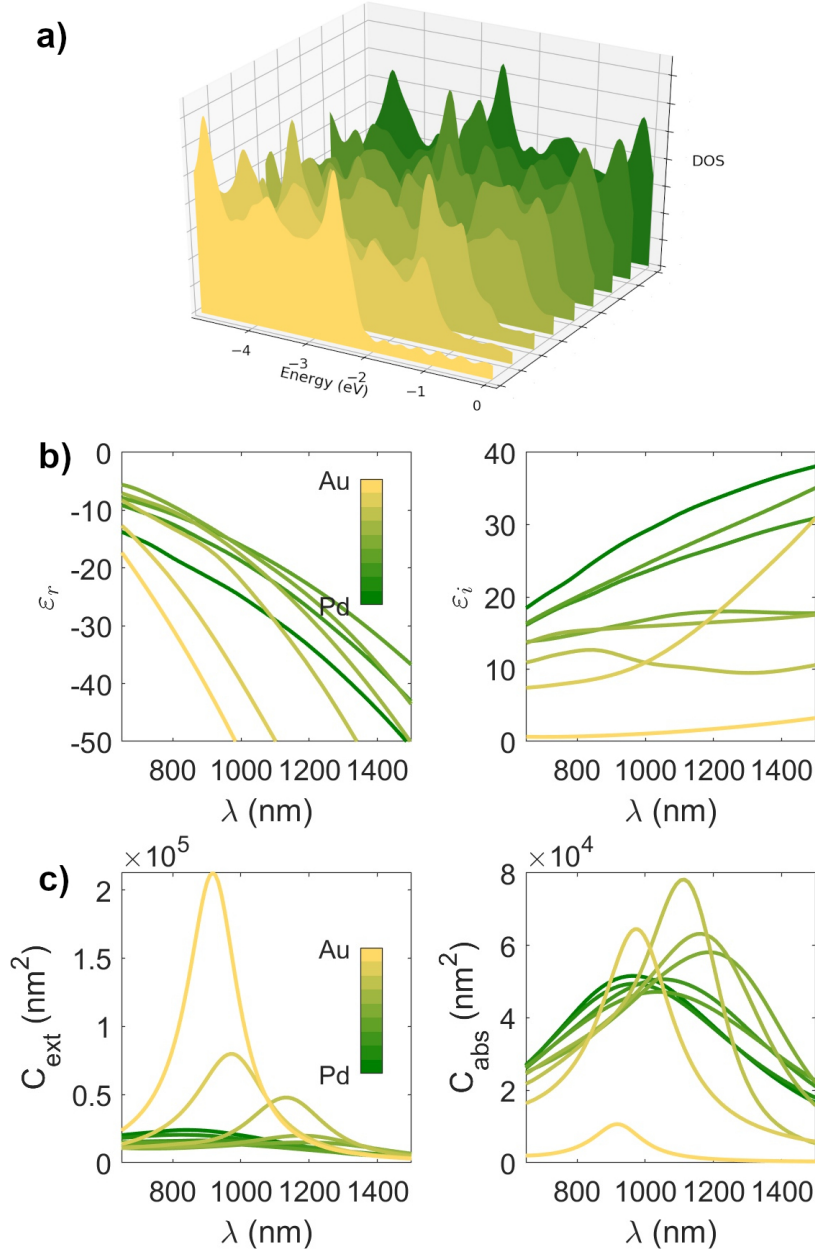 a)
DOS
−4
−3
−2
−1
0
Energy (eV)
b)
0
-10
-20
-30
-40
-50
εr
Au
Pd
800 1000 1200 1400
λ (nm)
40
30
20
10
0
εi
800 1000 1200 1400
λ (nm)
c)
×10^5
2
1.5
1
0.5
0
C_ext (nm^2)
Au
Pd
800 1000 1200 1400
λ (nm)
×10^4
8
6
4
2
0
C_abs (nm^2)
800 1000 1200 1400
λ (nm)